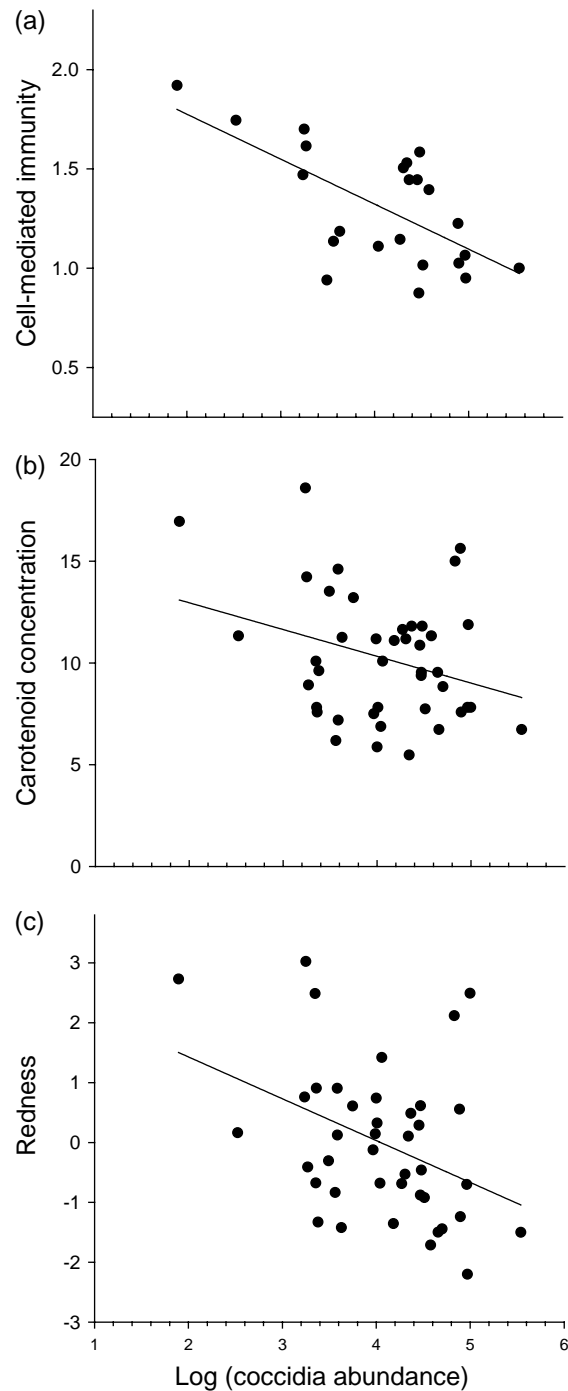 (a)
Cell-mediated immunity
2.0
1.5
1.0
0.5
(b)
Carotenoid concentration
20
15
10
5
0
(c)
Redness
3
2
1
0
-1
-2
-3
1 2 3 4 5 6
Log (coccidia abundance)